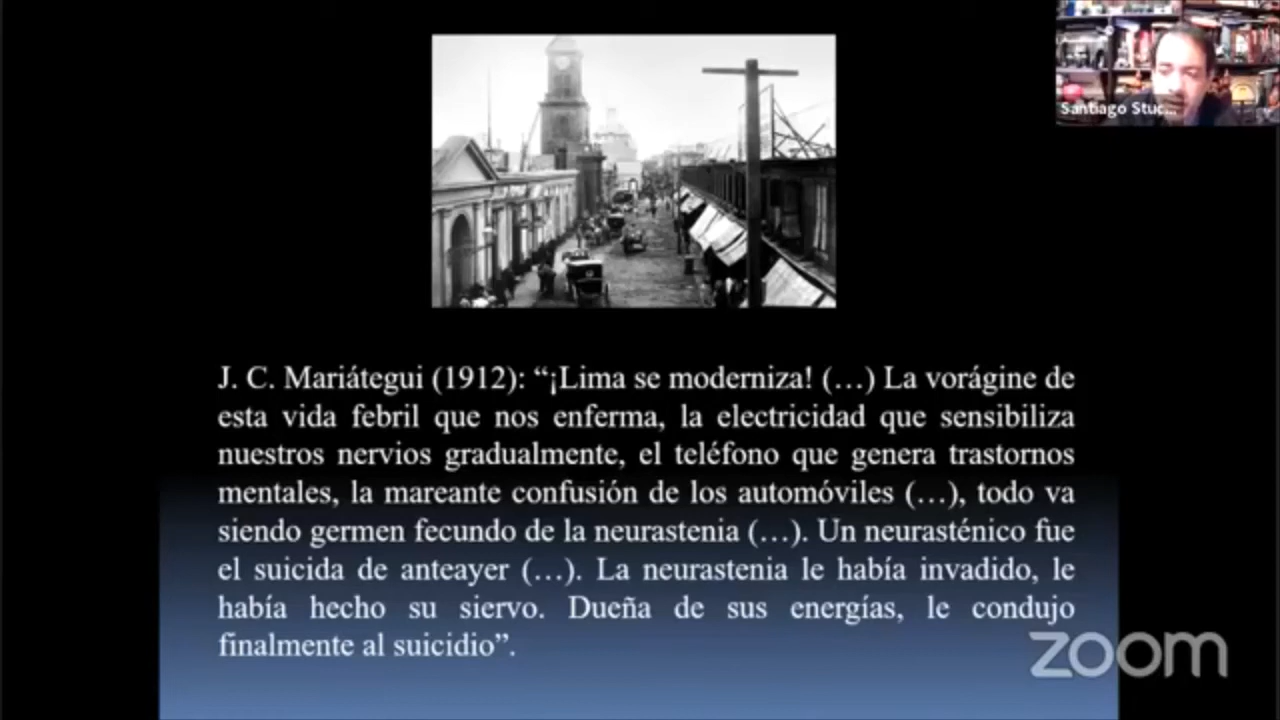 Santiago Stuc...
J. C. Mariátegui (1912): “¡Lima se moderniza! (…) La vorágine de
esta vida febril que nos enferma, la electricidad que sensibiliza
nuestros nervios gradualmente, el teléfono que genera trastornos
mentales, la mareante confusión de los automóviles (…), todo va
siendo germen fecundo de la neurastenia (…). Un neurasténico fue
el suicida de anteayer (…). La neurastenia le había invadido, le
había hecho su siervo. Dueña de sus energías, le condujo
finalmente al suicidio”.
zoom